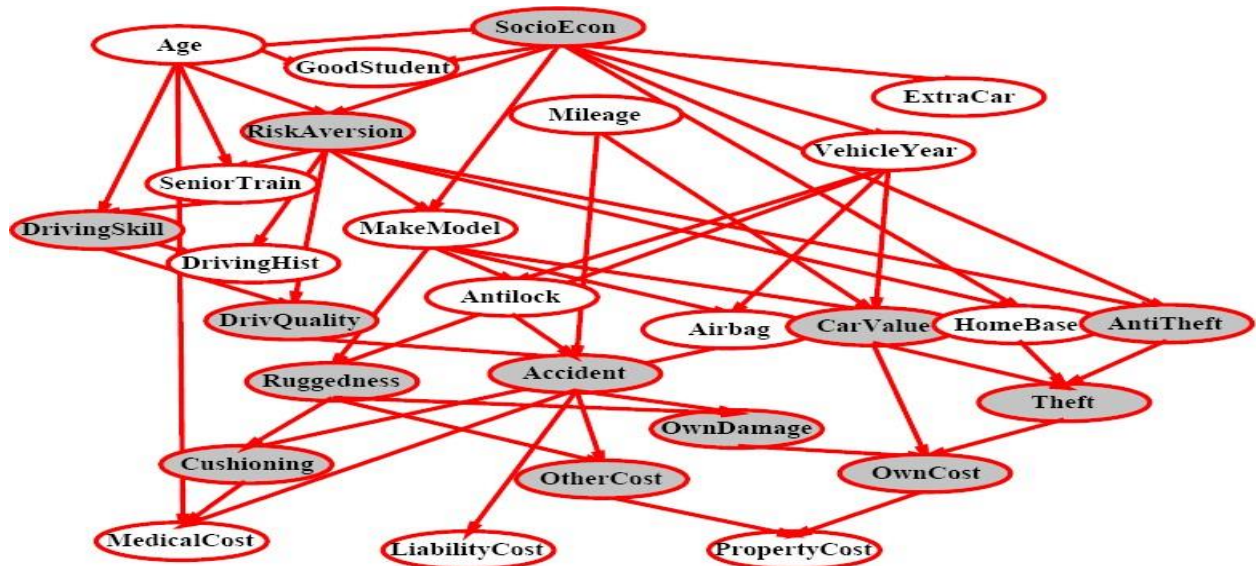 SocioEcon
Age
GoodStudent
ExtraCar
Mileage
RiskAversion
VehicleYear
SeniorTrain
DrivingSkill
MakeModel
DrivingHist
Antilock
DrivQuality
Airbag
CarValue
HomeBase
AntiTheft
Ruggedness
Accident
Theft
OwnDamage
Cushioning
OtherCost
OwnCost
MedicalCost
LiabilityCost
PropertyCost